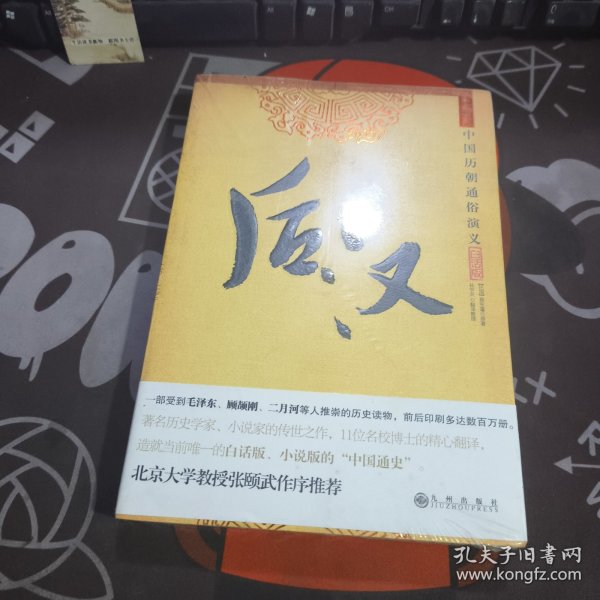 后汉
中国历朝通俗演义
白话版
一部受到毛泽东、顾颉刚、二月河等人推崇的历史读物，前后印刷多达数百万册。
著名历史学家、小说家的传世之作，11位名校博士的精心翻译，
造就当前唯一的白话版、小说版的“中国通史”。
北京大学教授张颐武作序推荐
九州出版社
JIUZHOUPRESS
孔夫子旧书网
www.kongfz.com